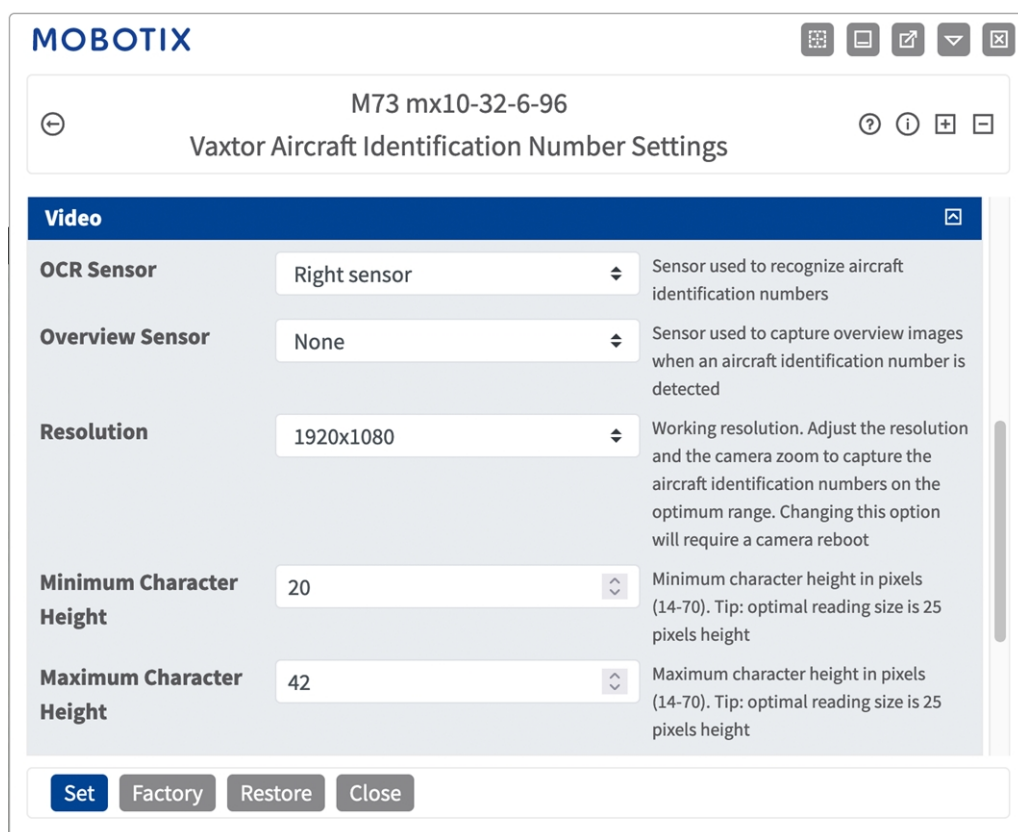 MOBOTIX
M73 mx10-32-6-96
Vaxtor Aircraft Identification Number Settings
Video
OCR Sensor
Right sensor
Sensor used to recognize aircraft
identification numbers
Overview Sensor
None
Sensor used to capture overview images
when an aircraft identification number is
detected
Resolution
1920x1080
Working resolution. Adjust the resolution
and the camera zoom to capture the
aircraft identification numbers on the
optimum range. Changing this option
will require a camera reboot
Minimum Character
Height
20
Minimum character height in pixels
(14-70). Tip: optimal reading size is 25
pixels height
Maximum Character
Height
42
Maximum character height in pixels
(14-70). Tip: optimal reading size is 25
pixels height
Set Factory Restore Close